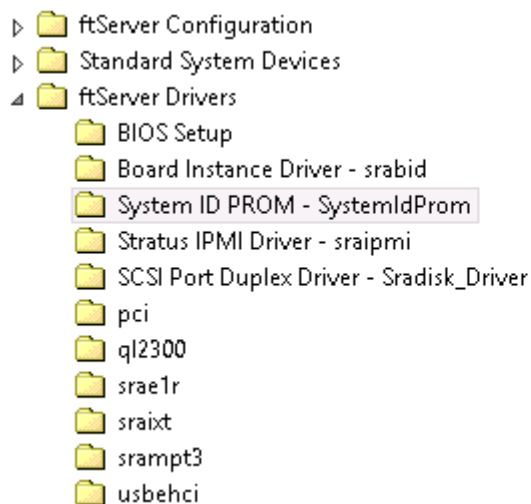 ftServer Configuration
Standard System Devices
ftServer Drivers
BIOS Setup
Board Instance Driver - srabid
System ID PROM - SystemIdProm
Stratus IPMI Driver - sraipmi
SCSI Port Duplex Driver - Sradisk_Driver
pci
ql2300
srae1r
sraixt
srampt3
usbehci